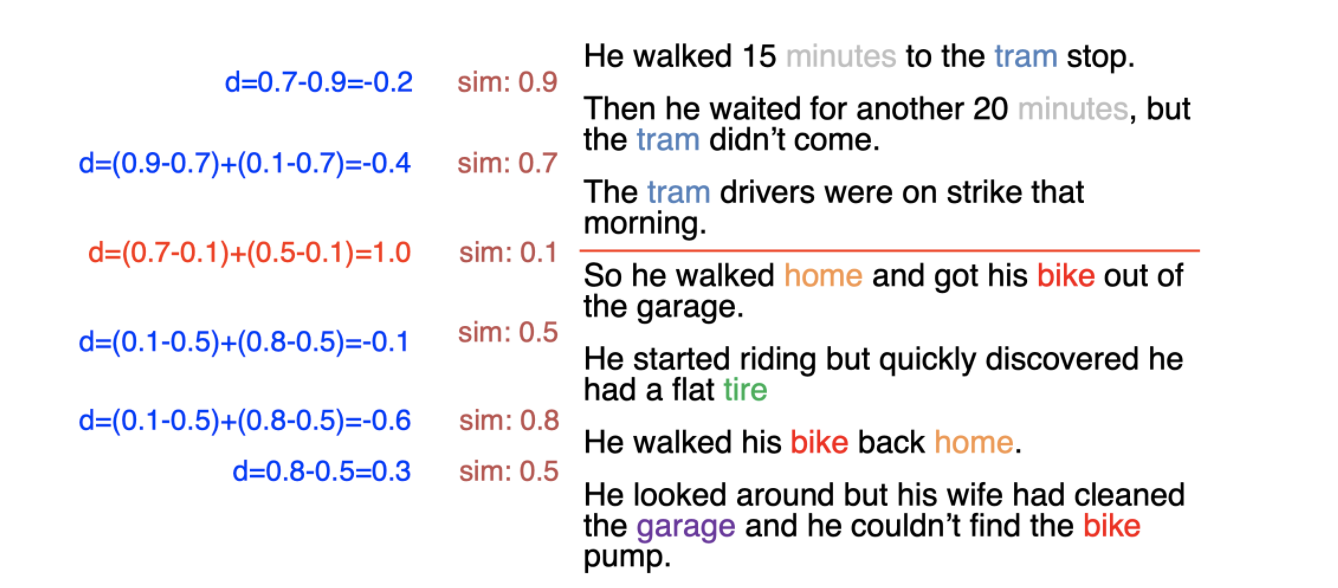 He walked 15 minutes to the tram stop.
d=0.7-0.9=-0.2 sim: 0.9
Then he waited for another 20 minutes, but
the tram didn't come.
d=(0.9-0.7)+(0.1-0.7)=-0.4 sim: 0.7
The tram drivers were on strike that
morning.
d=(0.7-0.1)+(0.5-0.1)=1.0 sim: 0.1
So he walked home and got his bike out of
the garage.
d=(0.1-0.5)+(0.8-0.5)=-0.1 sim: 0.5
He started riding but quickly discovered he
had a flat tire
d=(0.1-0.5)+(0.8-0.5)=-0.6 sim: 0.8
He walked his bike back home.
d=0.8-0.5=0.3 sim: 0.5
He looked around but his wife had cleaned
the garage and he couldn't find the bike
pump.